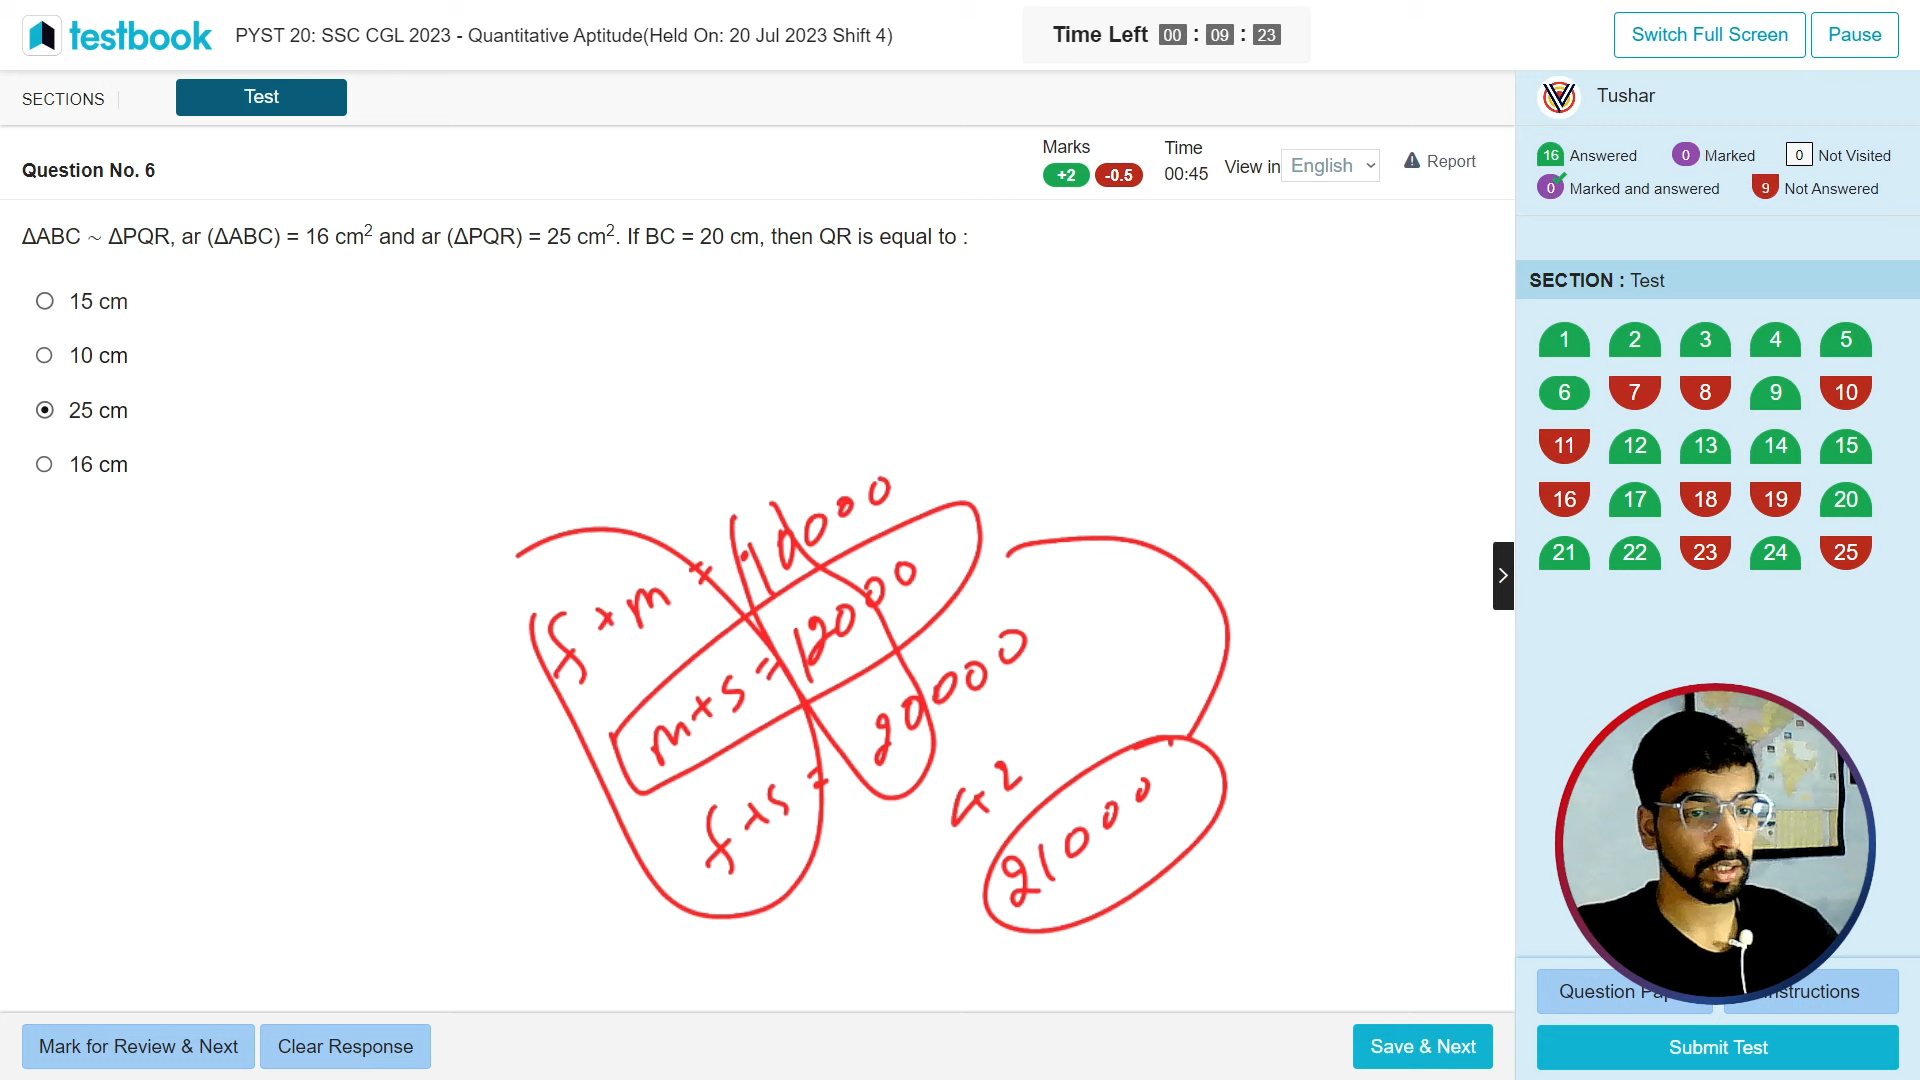 testbook PYST 20: SSC CGL 2023 - Quantitative Aptitude(Held On: 20 Jul 2023 Shift 4) Time Left 00 : 09 : 23 Switch Full Screen Pause
SECTIONS Test
Tushar
Question No. 6
Marks
+2 -0.5
Time
00:45
View in English
Report
16 Answered 0 Marked 0 Not Visited
0 Marked and answered 9 Not Answered
ΔABC ~ ΔPQR, ar (ΔABC) = 16 cm² and ar (ΔPQR) = 25 cm². If BC = 20 cm, then QR is equal to :
15 cm
10 cm
25 cm
16 cm
f × m =
m × s = 12000
f × s = 20000
42
21000
SECTION : Test
1 2 3 4 5
6 7 8 9 10
11 12 13 14 15
16 17 18 19 20
21 22 23 24 25
Question
Mark for Review & Next Clear Response Save & Next
Submit Test